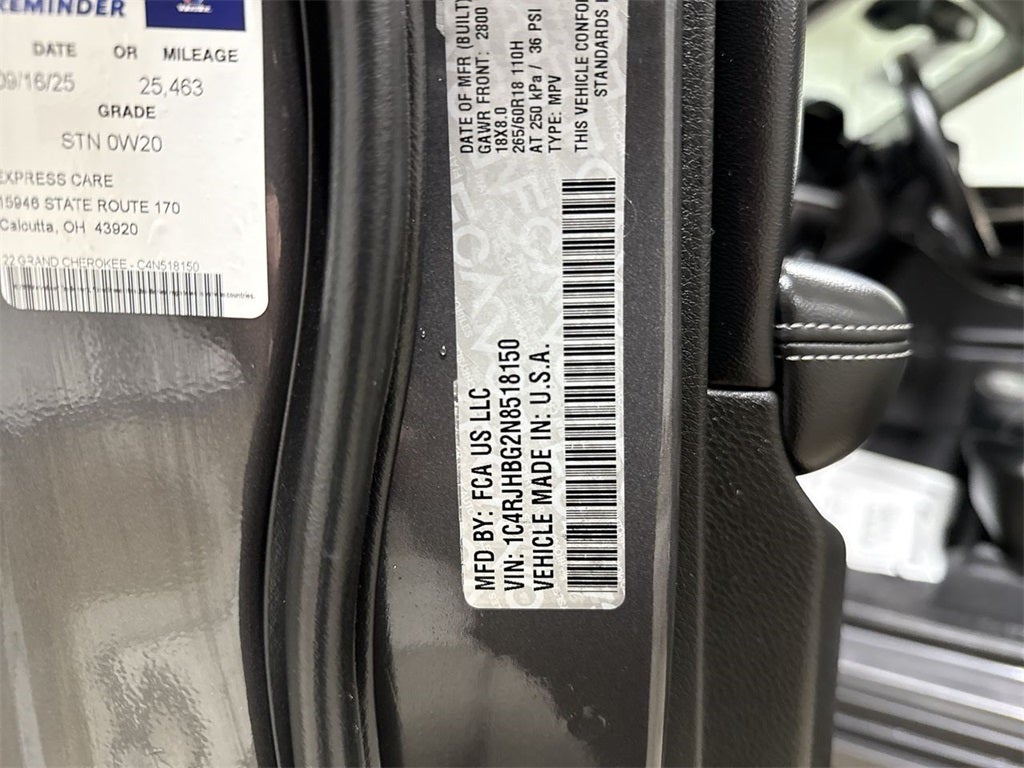 REMINDER
DATE OR MILEAGE
09/16/25 25,463
GRADE
STN 0W20
EXPRESS CARE
15946 STATE ROUTE 170
Calcutta, OH 43920
22 GRAND CHEROKEE - C4N518150
countries.
DATE OF MFR (BUILT)
GAWR FRONT: 2800
18X8.0
265/60R18 110H
AT 250 kPa / 36 PSI
TYPE: MPV
THIS VEHICLE CONFOR
STANDARDS
MFD BY: FCA US LLC
VIN: 1C4RJHBG2N8518150
VEHICLE MADE IN: U.S.A.